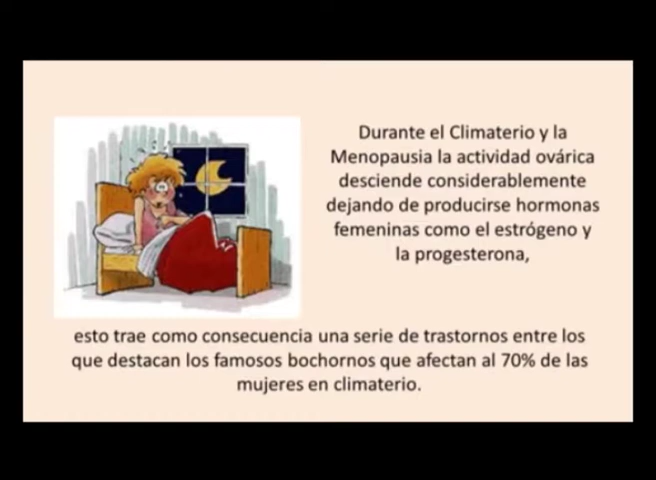 Durante el Climaterio y la
Menopausia la actividad ovárica
desciende considerablemente
dejando de producirse hormonas
femeninas como el estrógeno y
la progesterona,
esto trae como consecuencia una serie de trastornos entre los
que destacan los famosos bochornos que afectan al 70% de las
mujeres en climaterio.